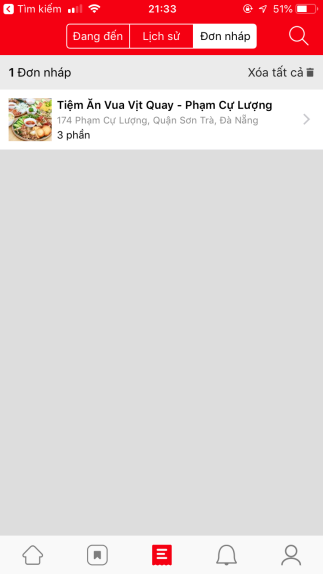 Tìm kiếm 21:33 51%
Đang đến Lịch sử Đơn nháp
1 Đơn nháp Xóa tất cả
Tiệm Ăn Vua Vịt Quay - Phạm Cự Lượng
174 Phạm Cự Lượng, Quận Sơn Trà, Đà Nẵng
3 phần